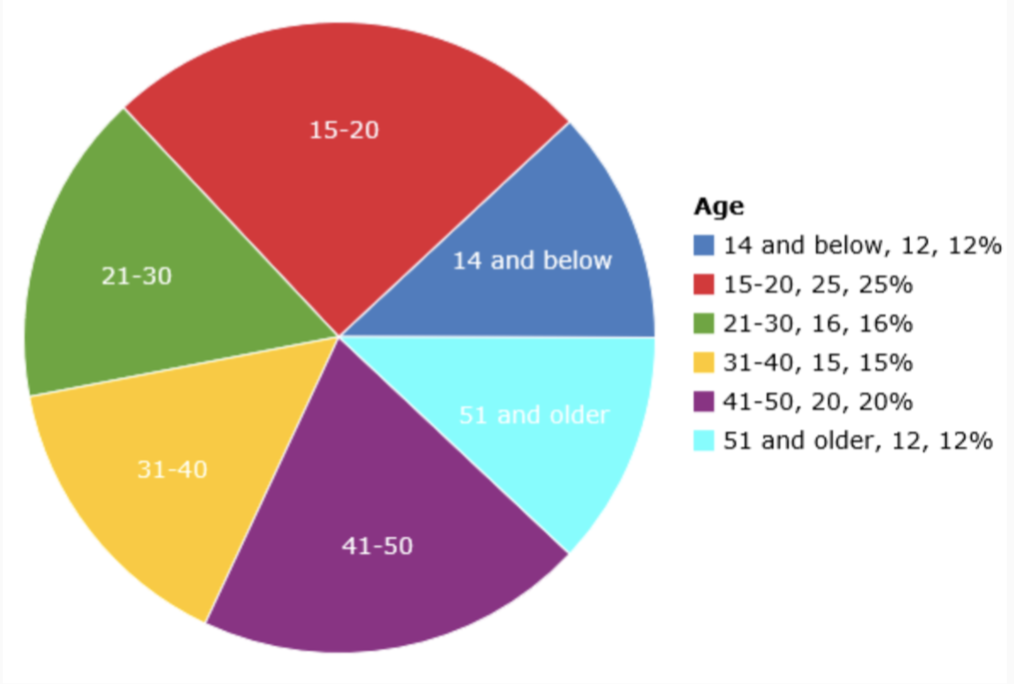 15-20
14 and below
21-30
51 and older
31-40
41-50
Age
14 and below, 12, 12%
15-20, 25, 25%
21-30, 16, 16%
31-40, 15, 15%
41-50, 20, 20%
51 and older, 12, 12%